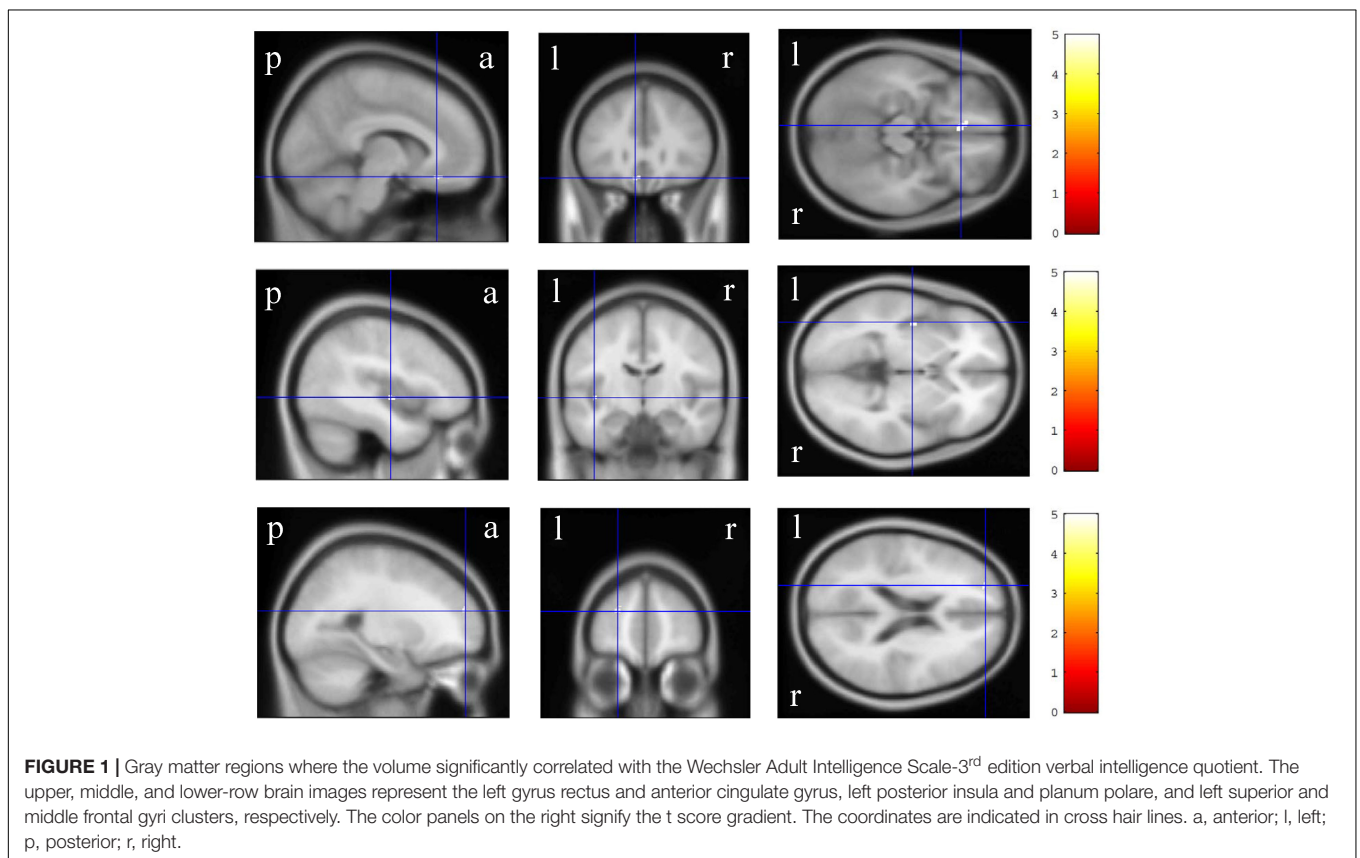 p a l r l 5
4
3
2
1
r 0
p a l r l 5
4
3
2
1
r 0
p a l r l 5
4
3
2
1
r 0
FIGURE 1 | Gray matter regions where the volume significantly correlated with the Wechsler Adult Intelligence Scale-3rd edition verbal intelligence quotient. The
upper, middle, and lower-row brain images represent the left gyrus rectus and anterior cingulate gyrus, left posterior insula and planum polare, and left superior and
middle frontal gyri clusters, respectively. The color panels on the right signify the t score gradient. The coordinates are indicated in cross hair lines. a, anterior; l, left;
p, posterior; r, right.